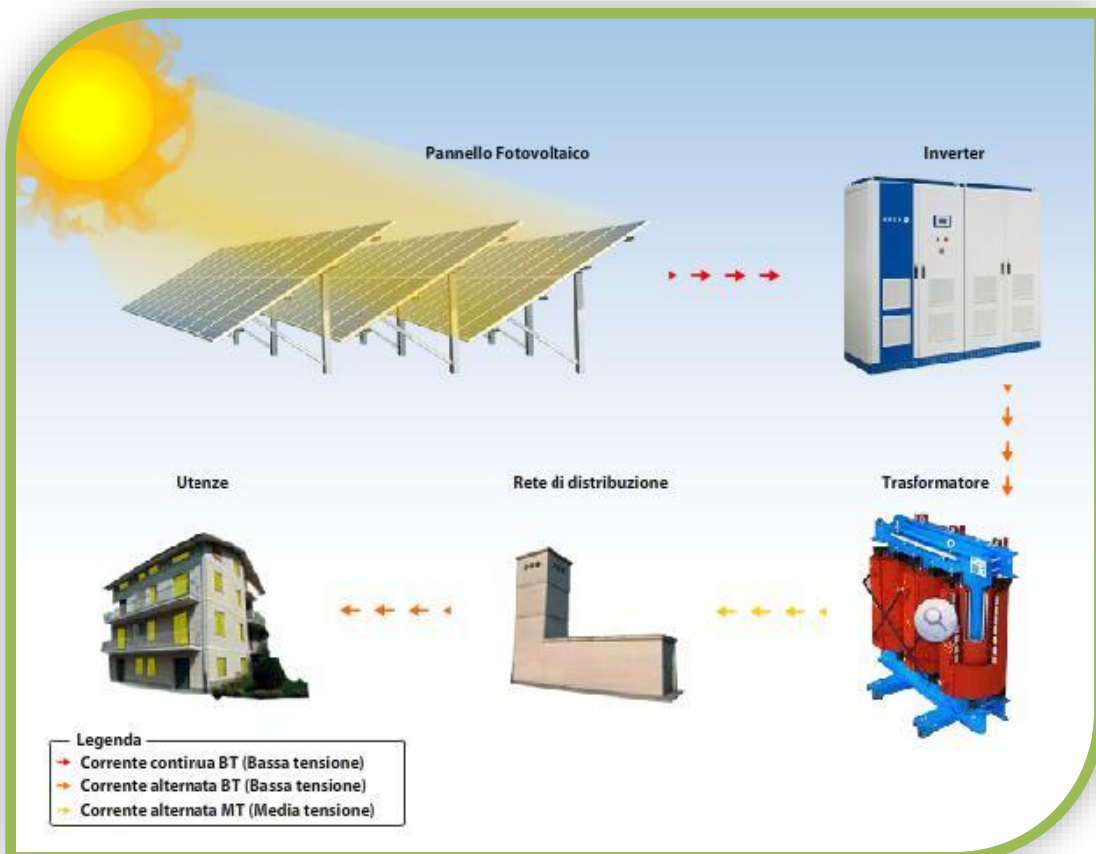 Pannello Fotovoltaico
Inverter
Utenze
Rete di distribuzione
Trasformatore
Legenda
Corrente continua BT (Bassa tensione)
Corrente alternata BT (Bassa tensione)
Corrente alternata MT (Media tensione)